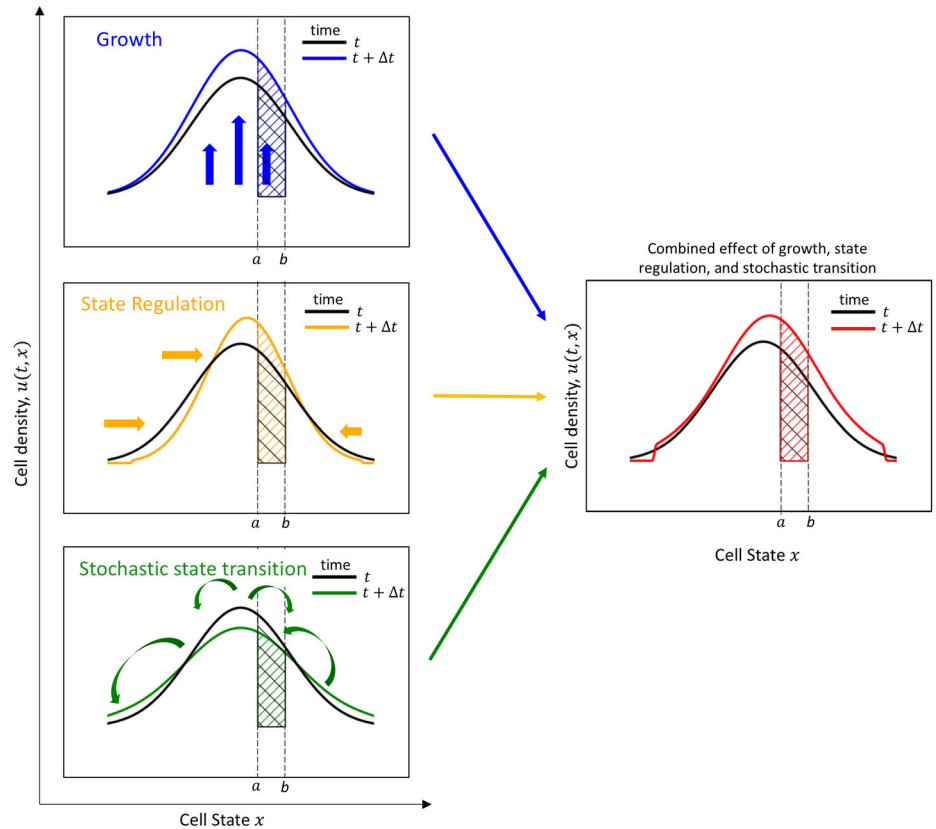 Growth
time
t
t + Δt
a
b
State Regulation
time
t
t + Δt
a
b
Stochastic state transition
time
t
t + Δt
a
b
Cell density, u(t, x)
Cell State x
Combined effect of growth, state
regulation, and stochastic transition
time
t
t + Δt
a
b
Cell density, u(t, x)
Cell State x